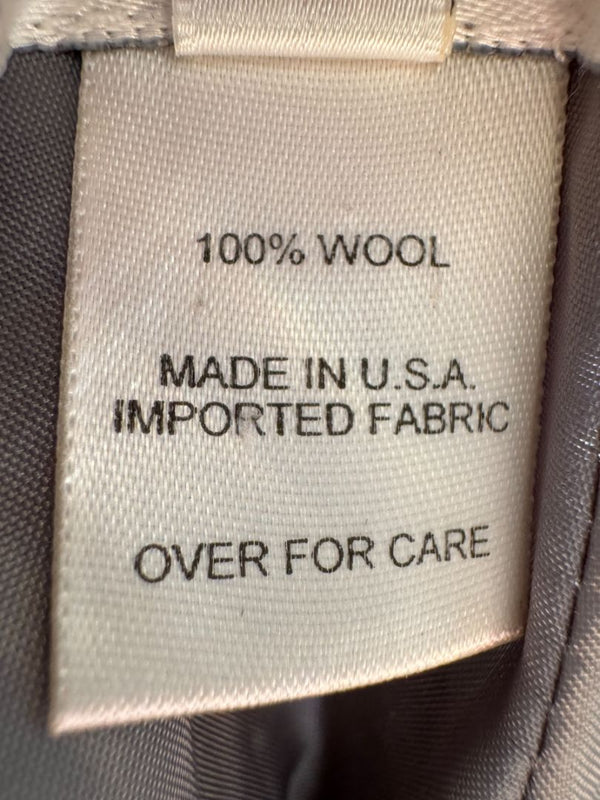 100% WOOL
MADE IN U.S.A.
IMPORTED FABRIC
OVER FOR CARE